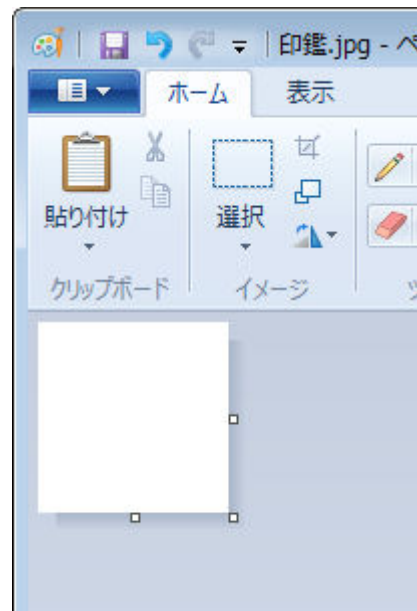 印鑑.jpg - ペ
ホーム 表示
貼り付け 選択
クリップボード イメージ ツ